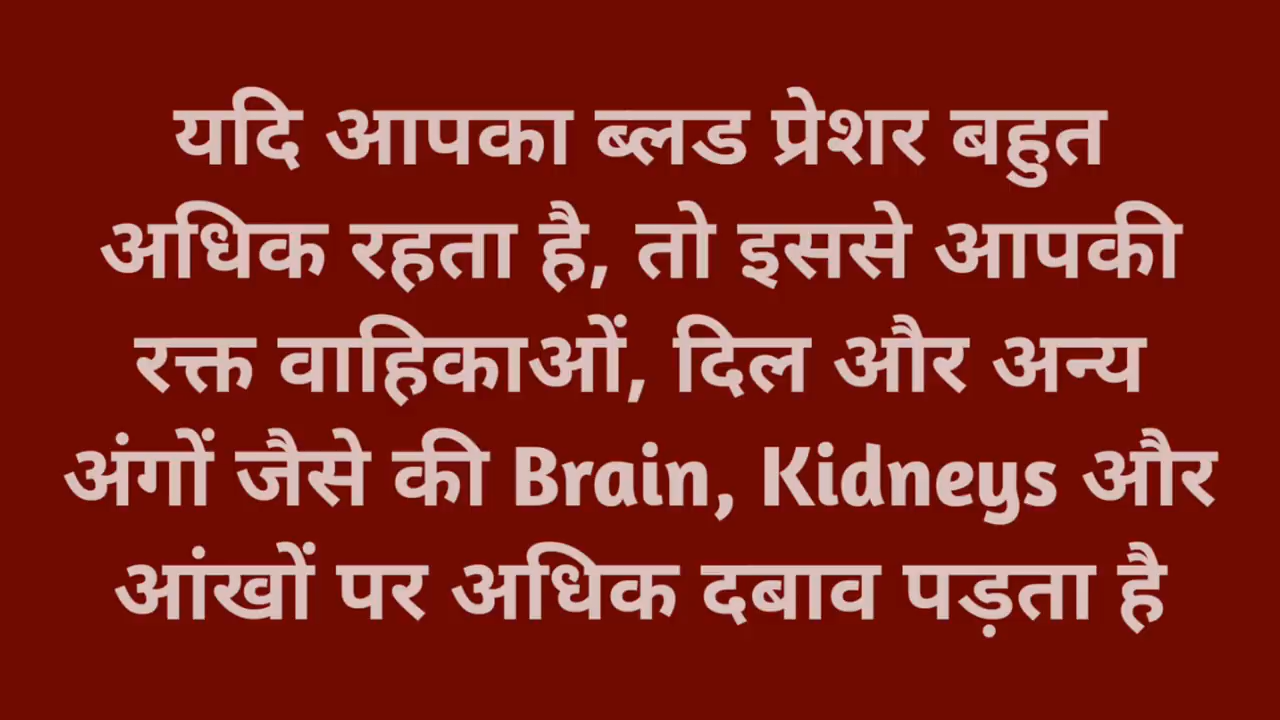 यदि आपका ब्लड प्रेशर बहुत
अधिक रहता है, तो इससे आपकी
रक्त वाहिकाओं, दिल और अन्य
अंगों जैसे की Brain, Kidneys और
आंखों पर अधिक दबाव पड़ता है